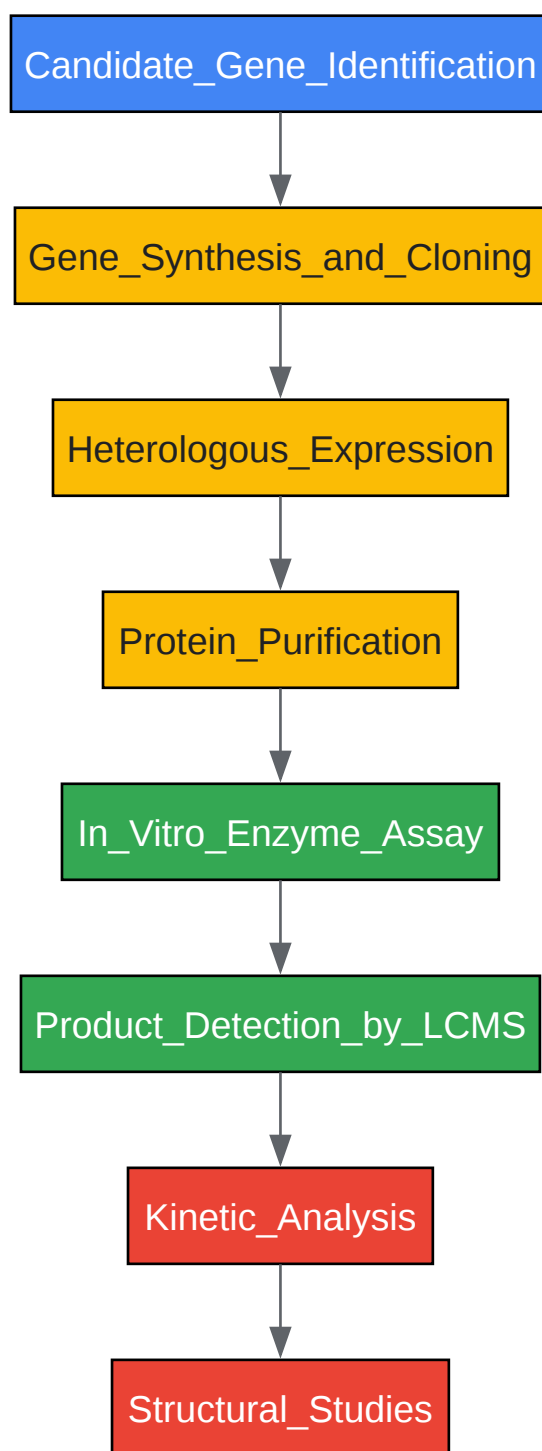 Candidate_Gene_Identification
Gene_Synthesis_and_Cloning
Heterologous_Expression
Protein_Purification
In_Vitro_Enzyme_Assay
Product_Detection_by_LCMS
Kinetic_Analysis
Structural_Studies